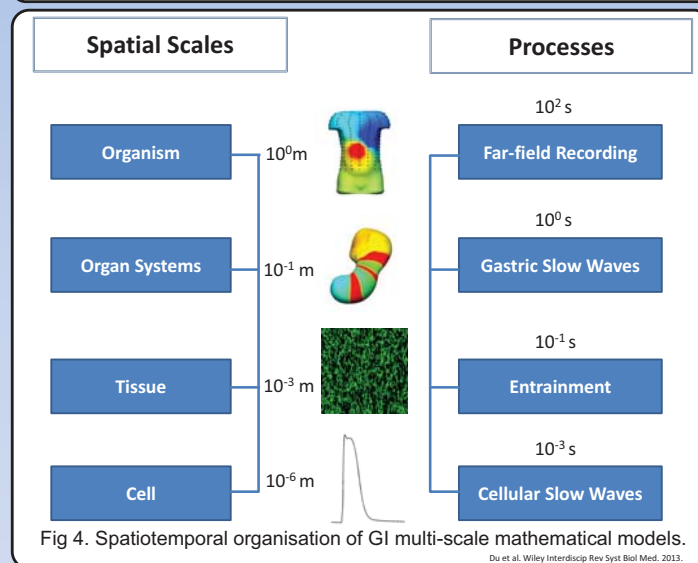 Spatial Scales
Processes
10² s
Organism
10⁰m
Far-field Recording
10⁰ s
Organ Systems
10⁻¹ m
Gastric Slow Waves
10⁻¹ s
Tissue
10⁻³ m
Entrainment
10⁻³ s
Cell
10⁻⁶ m
Cellular Slow Waves
Fig 4. Spatiotemporal organisation of GI multi-scale mathematical models.
Du et al. Wiley Interdiscip Rev Syst Biol Med. 2013.